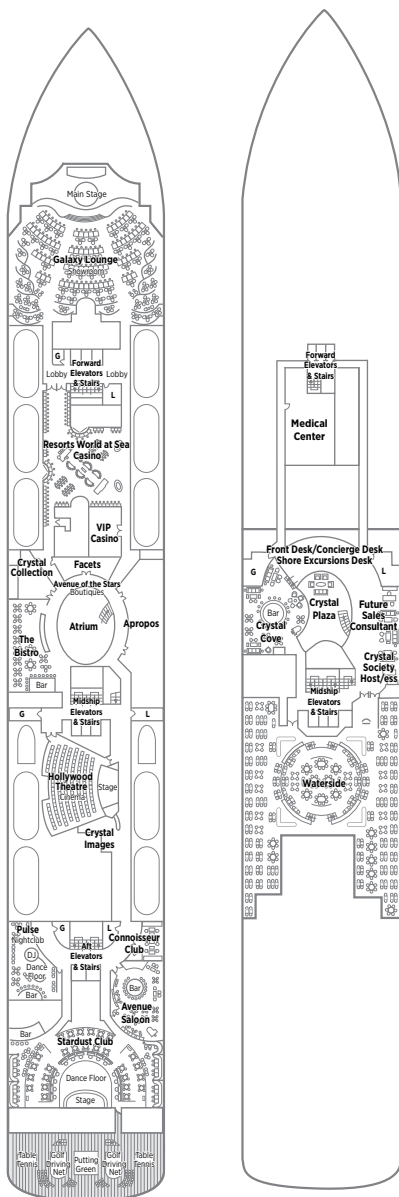 Main Stage
Galaxy Lounge
Showroom
G
Forward
Elevators
& Stairs
Lobby
Lobby
L
Resorts World at Sea
Casino
VIP
Casino
Crystal
Collection
Facets
Avenue of the Stars
Boutiques
Atrium
Apropos
The
Bistro
Bar
Midship
Elevators
& Stairs
G
L
Hollywood
Theatre
Cinema
Stage
Crystal
Images
Pulse
Nightclub
G
L
Connoisseur
Club
Aft
Elevators
& Stairs
DJ
Dance
Floor
Bar
Bar
Avenue
Saloon
Bar
Stardust Club
Dance Floor
Stage
Table
Tennis
Golf
Driving
Net
Putting
Green
Golf
Driving
Net
Table
Tennis
Forward
Elevators
& Stairs
Medical
Center
Front Desk/Concierge Desk
Shore Excursions Desk
G
L
Bar
Crystal
Cove
Crystal
Plaza
Future
Sales
Consultant
Crystal
Society
Host/ess
Midship
Elevators
& Stairs
Waterside